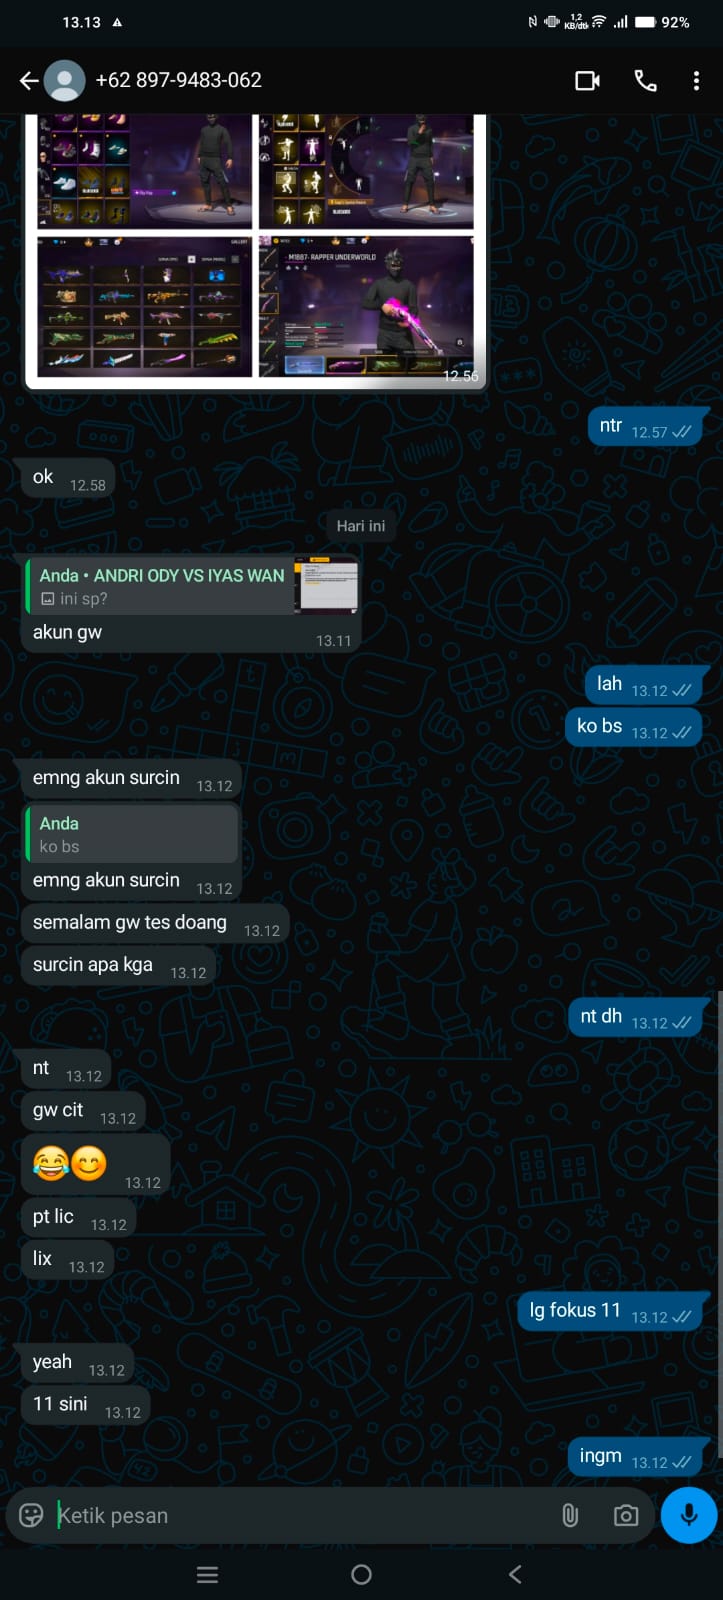 13.13
1,2
KB/dtk
92%
+62 897-9483-062
GALLERY
M1887- RAPPER UNDERWORLD
12.56
ntr 12.57
ok 12.58
Hari ini
Anda • ANDRI ODY VS IYAS WAN
ini sp?
akun gw 13.11
lah 13.12
ko bs 13.12
emng akun surcin 13.12
Anda
ko bs
emng akun surcin 13.12
semalam gw tes doang 13.12
surcin apa kga 13.12
nt dh 13.12
nt 13.12
gw cit 13.12
😂😊 13.12
pt lic 13.12
lix 13.12
lg fokus 11 13.12
yeah 13.12
11 sini 13.12
ingm 13.12
Ketik pesan